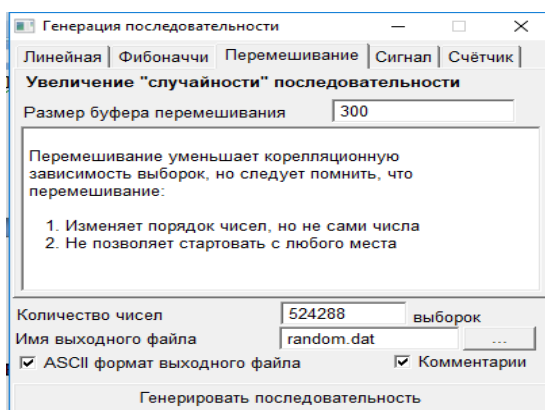 Генерация последовательности
Линейная Фибоначчи Перемешивание Сигнал Счётчик
Увеличение "случайности" последовательности
Размер буфера перемешивания 300
Перемешивание уменьшает корелляционную
зависимость выборок, но следует помнить, что
перемешивание:
1. Изменяет порядок чисел, но не сами числа
2. Не позволяет стартовать с любого места
Количество чисел 524288 выборок
Имя выходного файла random.dat ...
ASCII формат выходного файла Комментарии
Генерировать последовательность